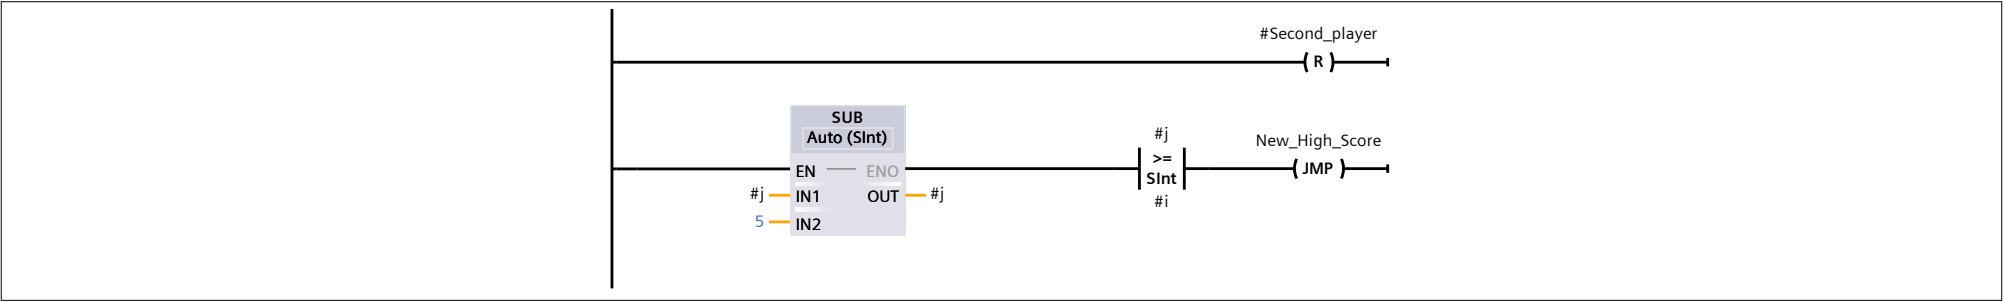 #Second_player
R
SUB
Auto (SInt)
#j
New_High_Score
EN
ENO
>=
SInt
JMP
#j
IN1
OUT
#j
#i
5
IN2